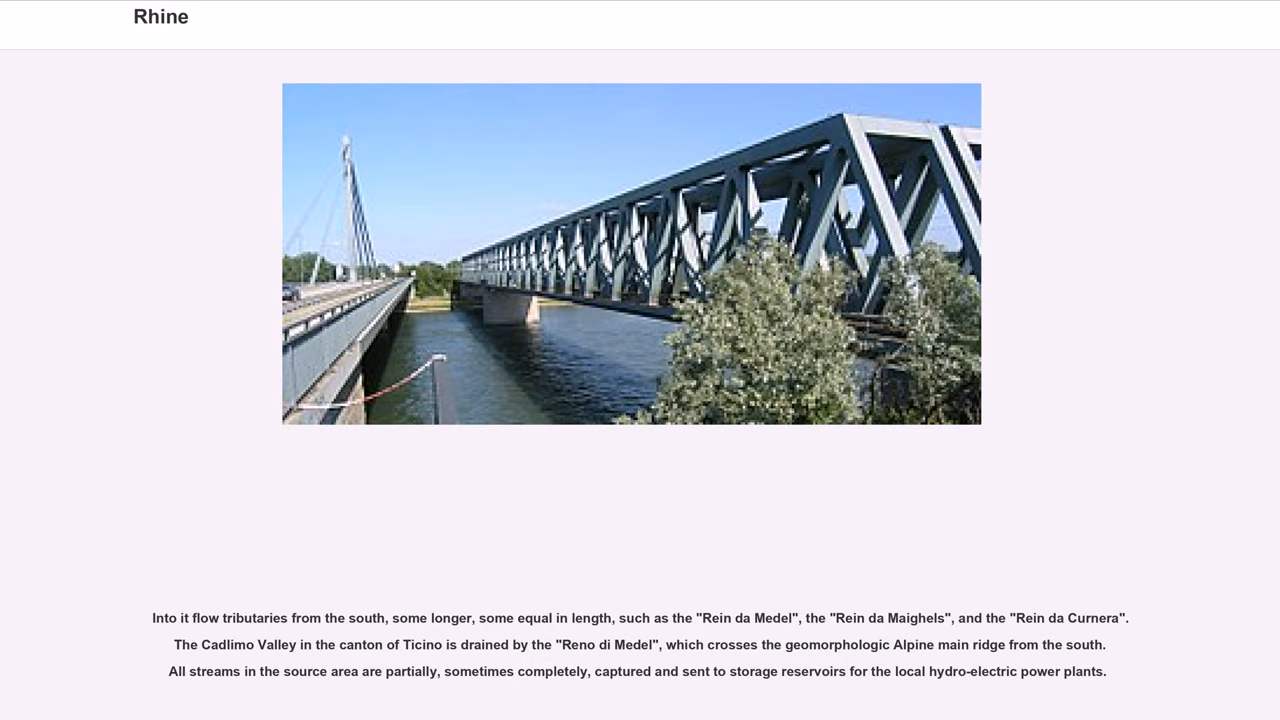 Rhine
Into it flow tributaries from the south, some longer, some equal in length, such as the "Rein da Medel", the "Rein da Maighels", and the "Rein da Curnera".
The Cadlimo Valley in the canton of Ticino is drained by the "Reno di Medel", which crosses the geomorphologic Alpine main ridge from the south.
All streams in the source area are partially, sometimes completely, captured and sent to storage reservoirs for the local hydro-electric power plants.